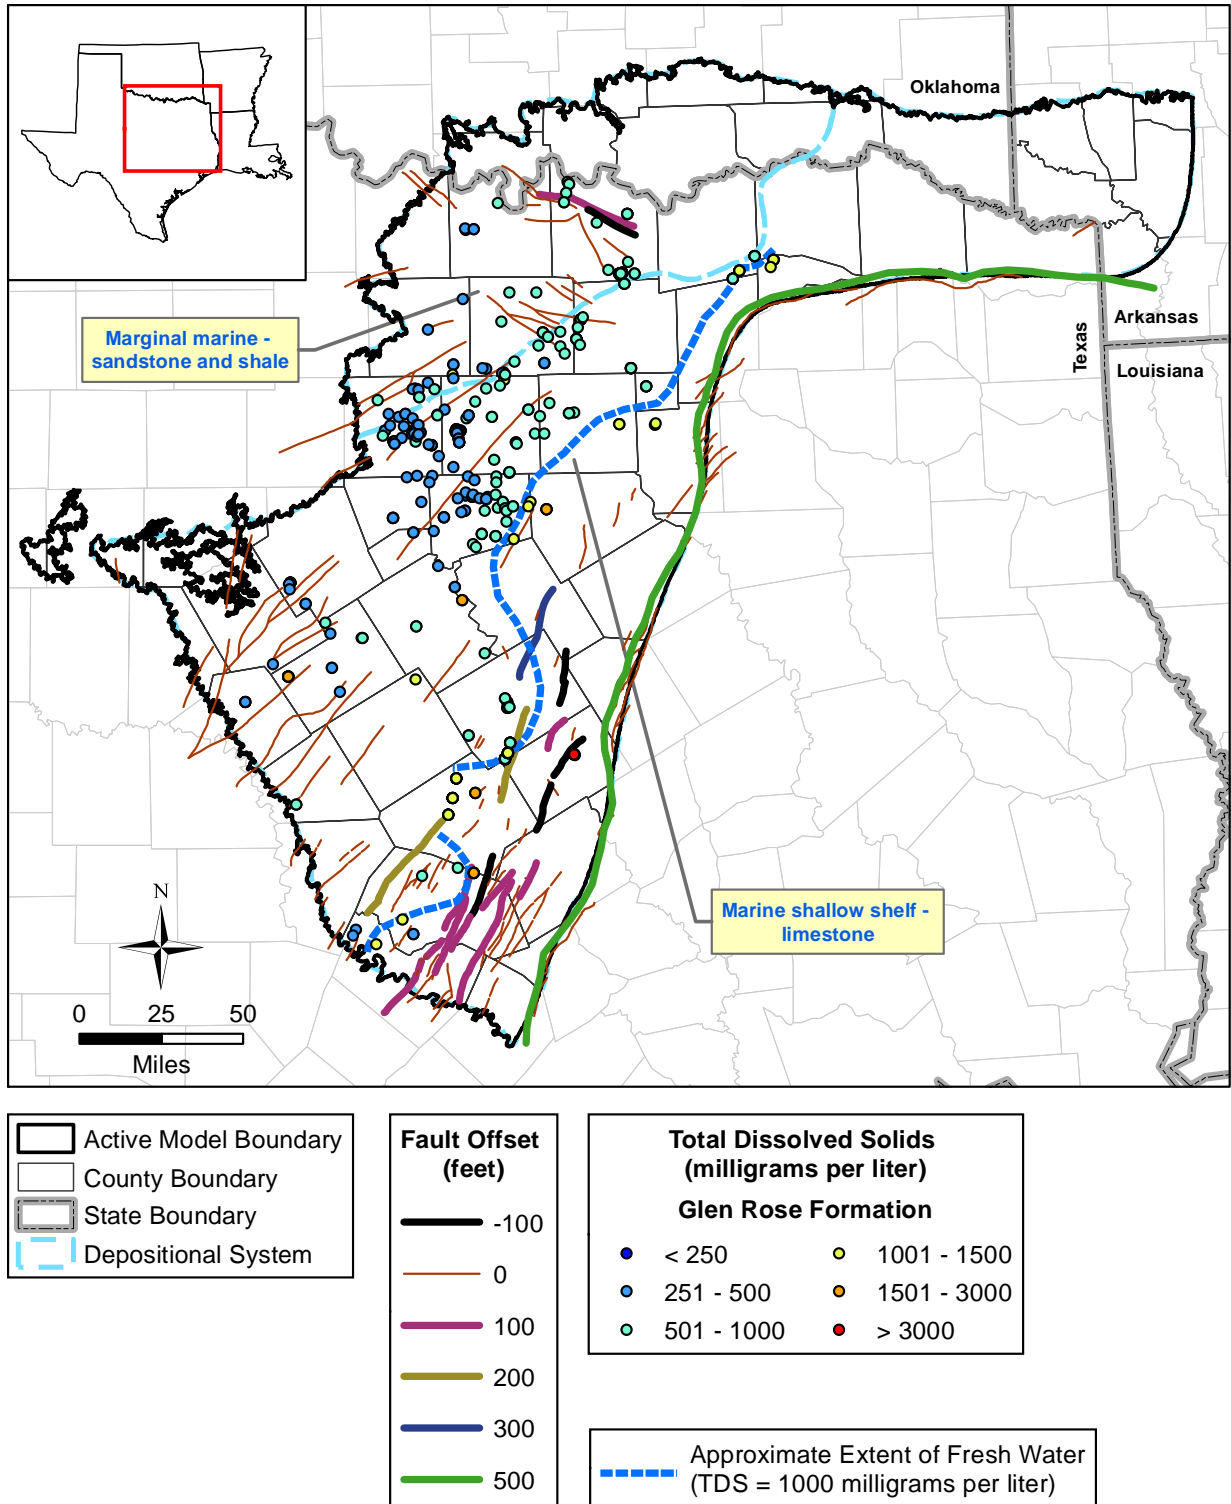 Oklahoma
Arkansas
Texas
Louisiana
Marginal marine -
sandstone and shale
Marine shallow shelf -
limestone
N
0 25 50
Miles
Active Model Boundary
County Boundary
State Boundary
Depositional System
Fault Offset
(feet)
-100
0
100
200
300
500
Total Dissolved Solids
(milligrams per liter)
Glen Rose Formation
< 250
251 - 500
501 - 1000
1001 - 1500
1501 - 3000
> 3000
Approximate Extent of Fresh Water
(TDS = 1000 milligrams per liter)